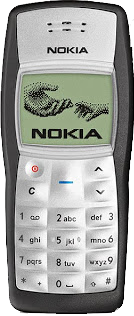 NOKIA
NOKIA
C
1 2 abc def 3
4 ghi 5 jkl mno 6
7 pqrs 8 tuv wxyz 9
* + 0 #